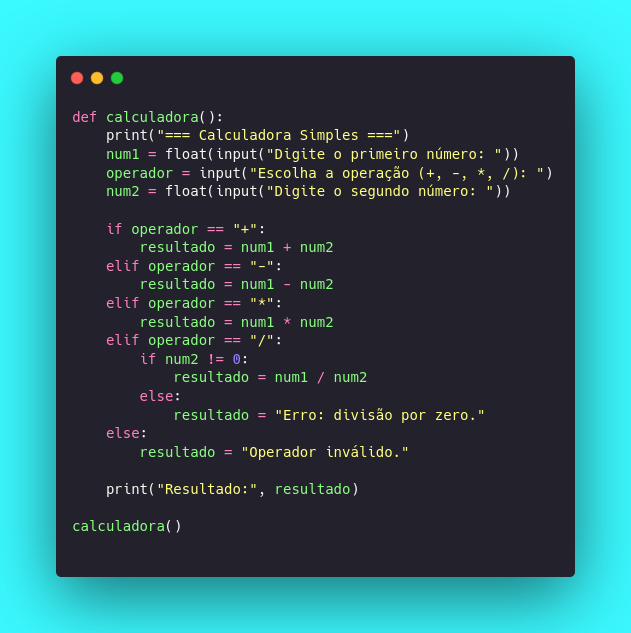 def calculadora():
    print("=== Calculadora Simples ===")
    num1 = float(input("Digite o primeiro número: "))
    operador = input("Escolha a operação (+, -, *, /): ")
    num2 = float(input("Digite o segundo número: "))

    if operador == "+":
        resultado = num1 + num2
    elif operador == "-":
        resultado = num1 - num2
    elif operador == "*":
        resultado = num1 * num2
    elif operador == "/":
        if num2 != 0:
            resultado = num1 / num2
        else:
            resultado = "Erro: divisão por zero."
    else:
        resultado = "Operador inválido."

    print("Resultado:", resultado)

calculadora()